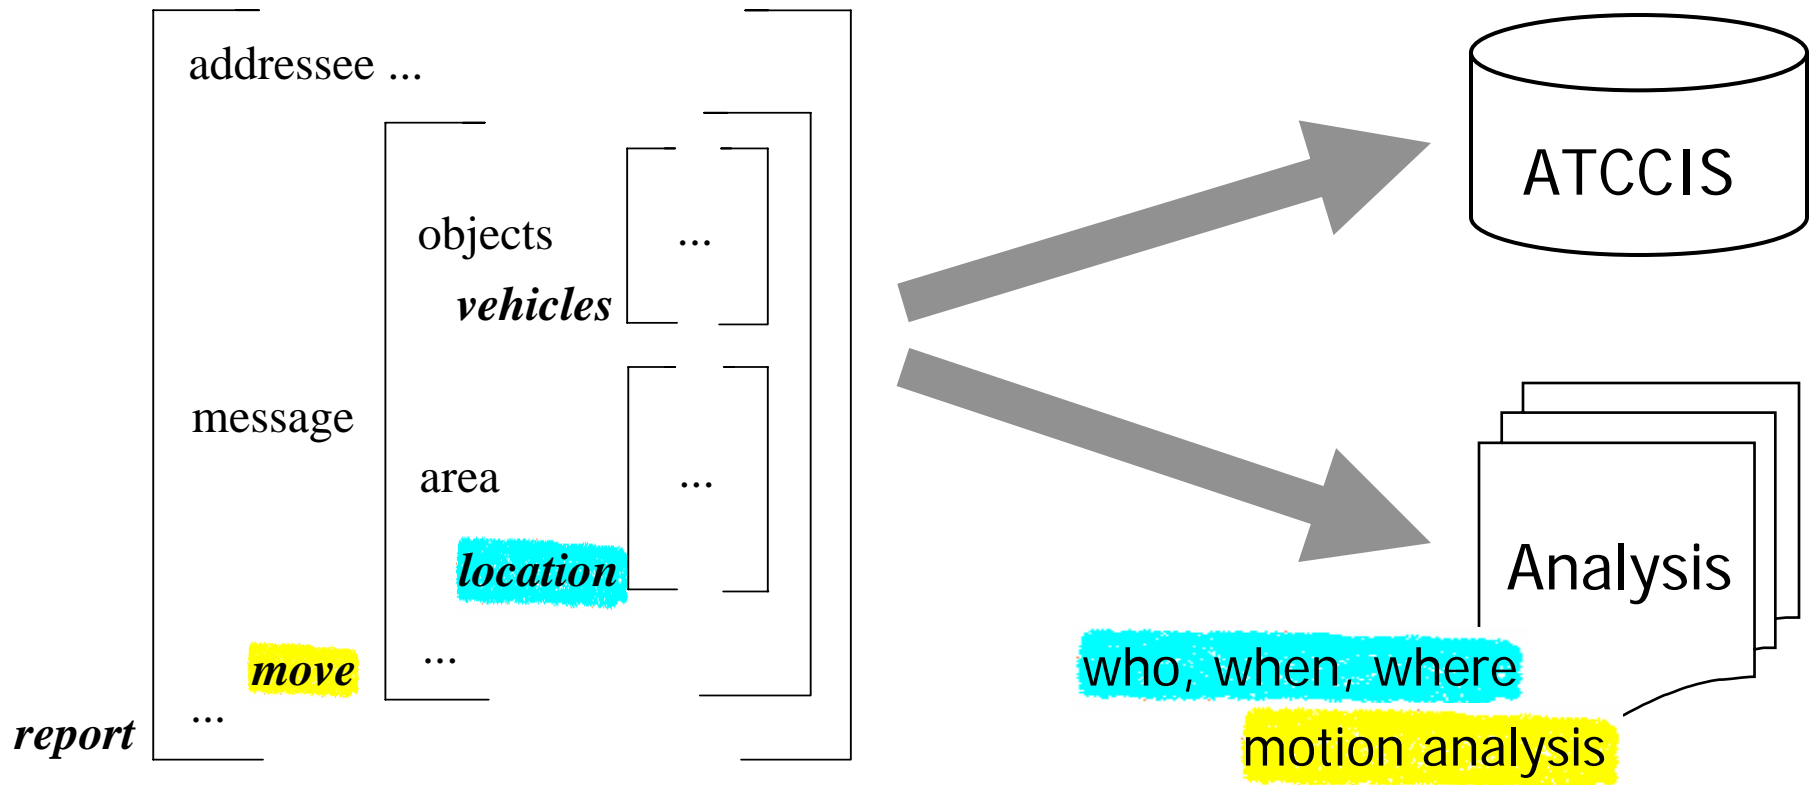 addressee ...
objects
...
vehicles
message
area
...
location
move
...
...
report
ATCCIS
Analysis
who, when, where
motion analysis